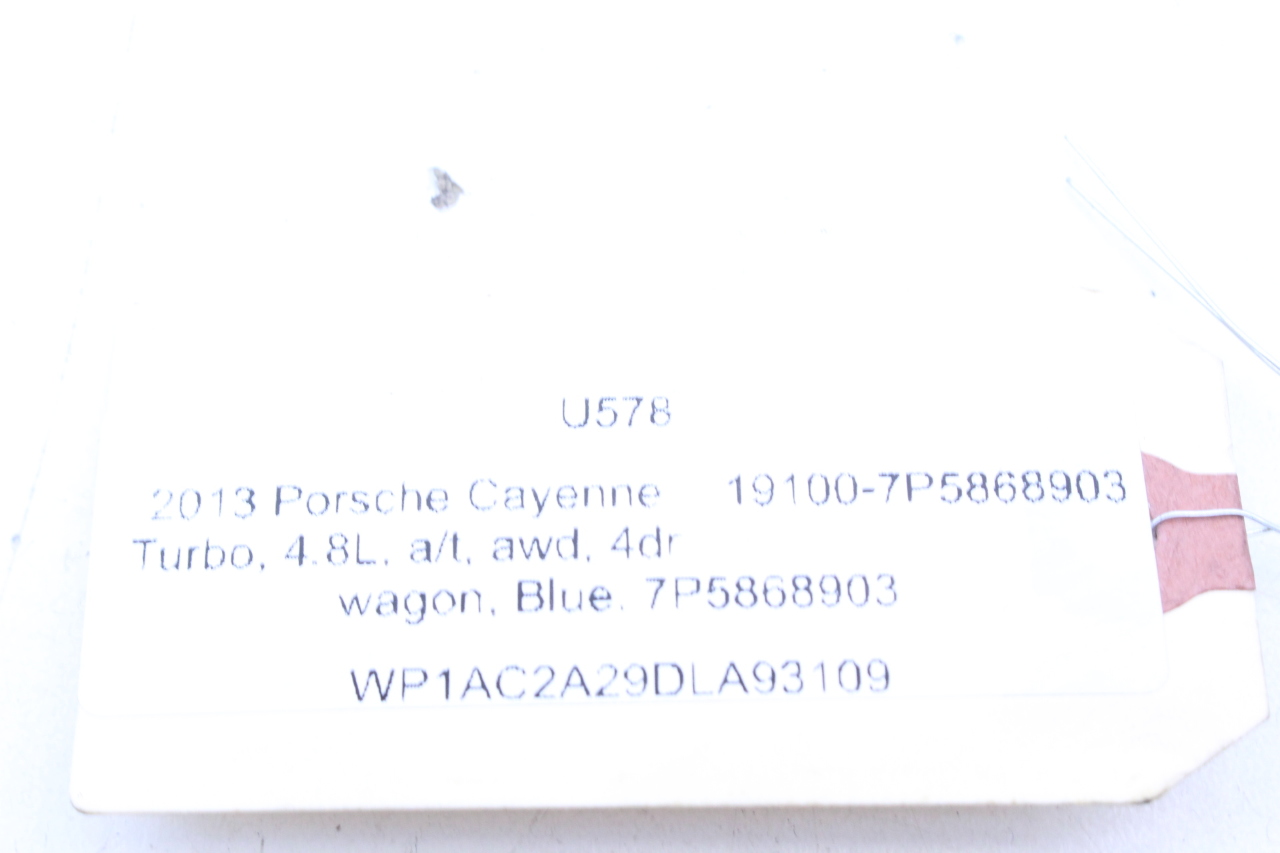 U578
2013 Porsche Cayenne 19100-7P5868903
Turbo, 4.8L, a/t, awd, 4dr
wagon, Blue. 7P5868903
WP1AC2A29DLA93109